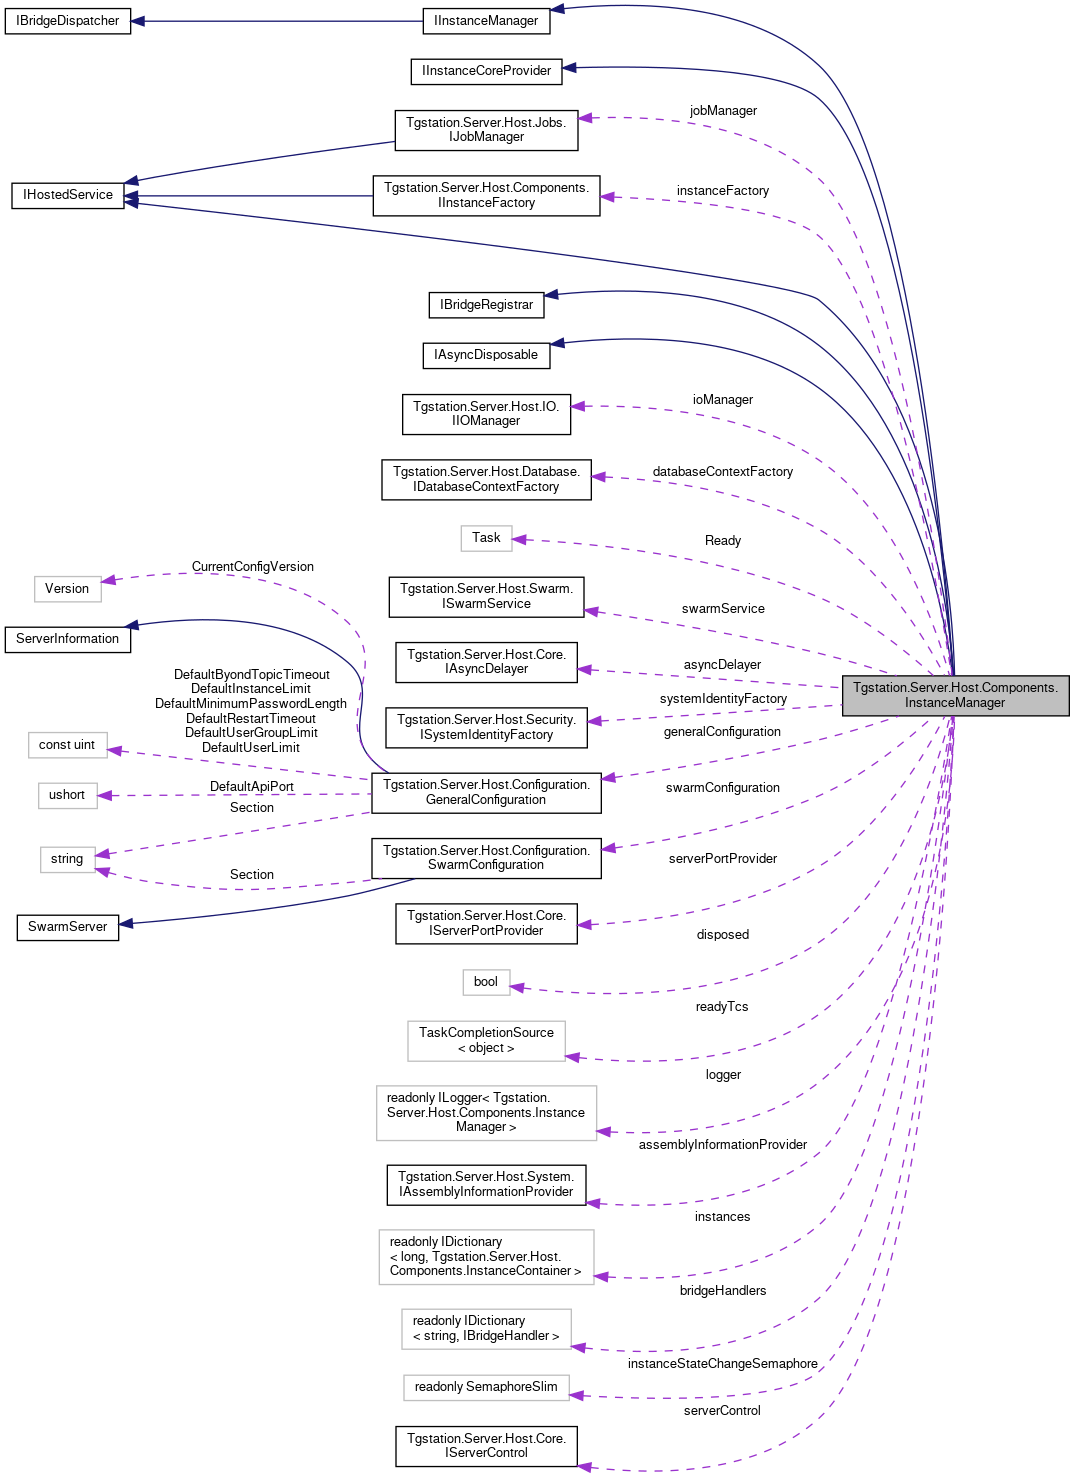 IBridgeDispatcher
IInstanceManager
IInstanceCoreProvider
Tgstation.Server.Host.Jobs.
IJobManager
jobManager
IHostedService
Tgstation.Server.Host.Components.
IInstanceFactory
instanceFactory
IBridgeRegistrar
IAsyncDisposable
Tgstation.Server.Host.IO.
IIOManager
ioManager
Tgstation.Server.Host.Database.
IDatabaseContextFactory
databaseContextFactory
Task
Ready
Version
CurrentConfigVersion
Tgstation.Server.Host.Swarm.
ISwarmService
swarmService
ServerInformation
Tgstation.Server.Host.Core.
IAsyncDelayer
asyncDelayer
Tgstation.Server.Host.Components.
InstanceManager
DefaultByondTopicTimeout
DefaultInstanceLimit
DefaultMinimumPasswordLength
DefaultRestartTimeout
DefaultUserGroupLimit
DefaultUserLimit
Tgstation.Server.Host.Security.
ISystemIdentityFactory
systemIdentityFactory
generalConfiguration
const uint
ushort
DefaultApiPort
Section
Tgstation.Server.Host.Configuration.
GeneralConfiguration
swarmConfiguration
string
Section
Tgstation.Server.Host.Configuration.
SwarmConfiguration
serverPortProvider
SwarmServer
Tgstation.Server.Host.Core.
IServerPortProvider
disposed
bool
readyTcs
TaskCompletionSource
< object >
logger
readonly ILogger< Tgstation.
Server.Host.Components.Instance
Manager >
assemblyInformationProvider
Tgstation.Server.Host.System.
IAssemblyInformationProvider
instances
readonly IDictionary
< long, Tgstation.Server.Host.
Components.InstanceContainer >
bridgeHandlers
readonly IDictionary
< string, IBridgeHandler >
instanceStateChangeSemaphore
readonly SemaphoreSlim
serverControl
Tgstation.Server.Host.Core.
IServerControl